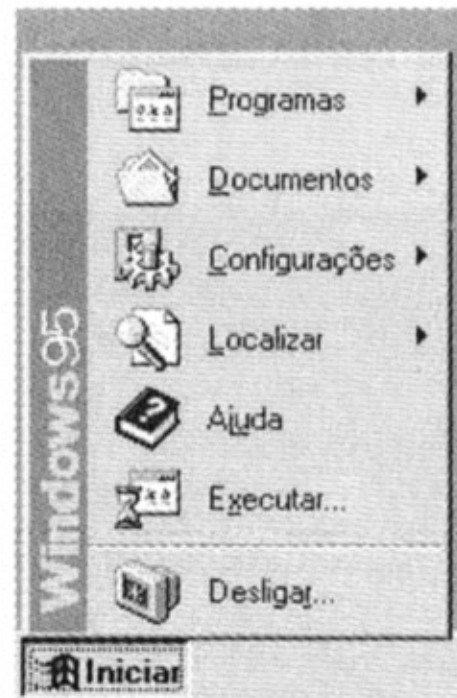 Programas
Documentos
Configurações
Localizar
Ajuda
Executar...
Desligar...
Windows95
Iniciar